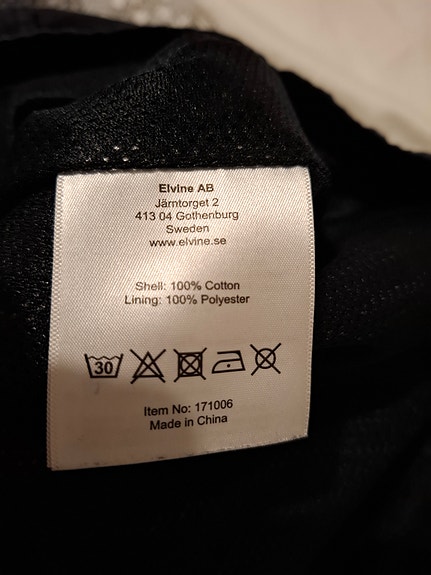 Elvine AB
Järntorget 2
413 04 Gothenburg
Sweden
www.elvine.se
Shell: 100% Cotton
Lining: 100% Polyester
30
Item No: 171006
Made in China